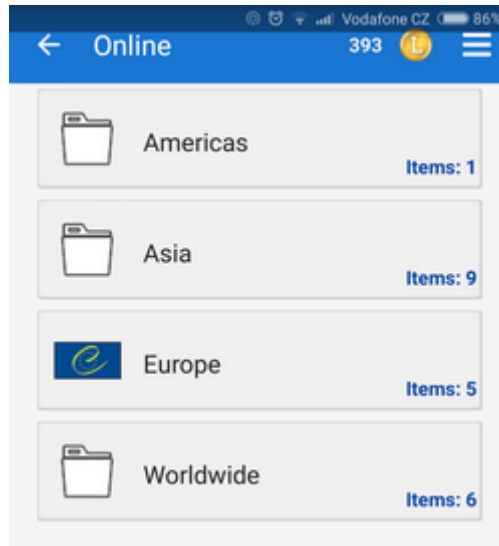 Vodafone CZ 86%
Online 393 L
Americas
Items: 1
Asia
Items: 9
Europe
Items: 5
Worldwide
Items: 6